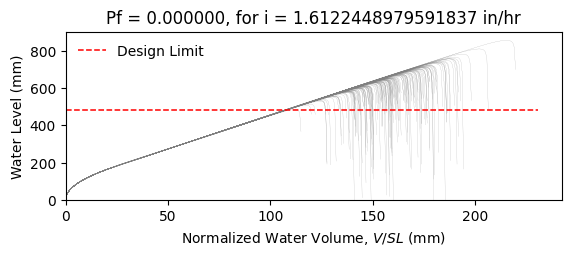 Pf = 0.000000, for i = 1.6122448979591837 in/hr
Design Limit
Water Level (mm)
800
600
400
200
0
0 50 100 150 200
Normalized Water Volume, V/SL (mm)